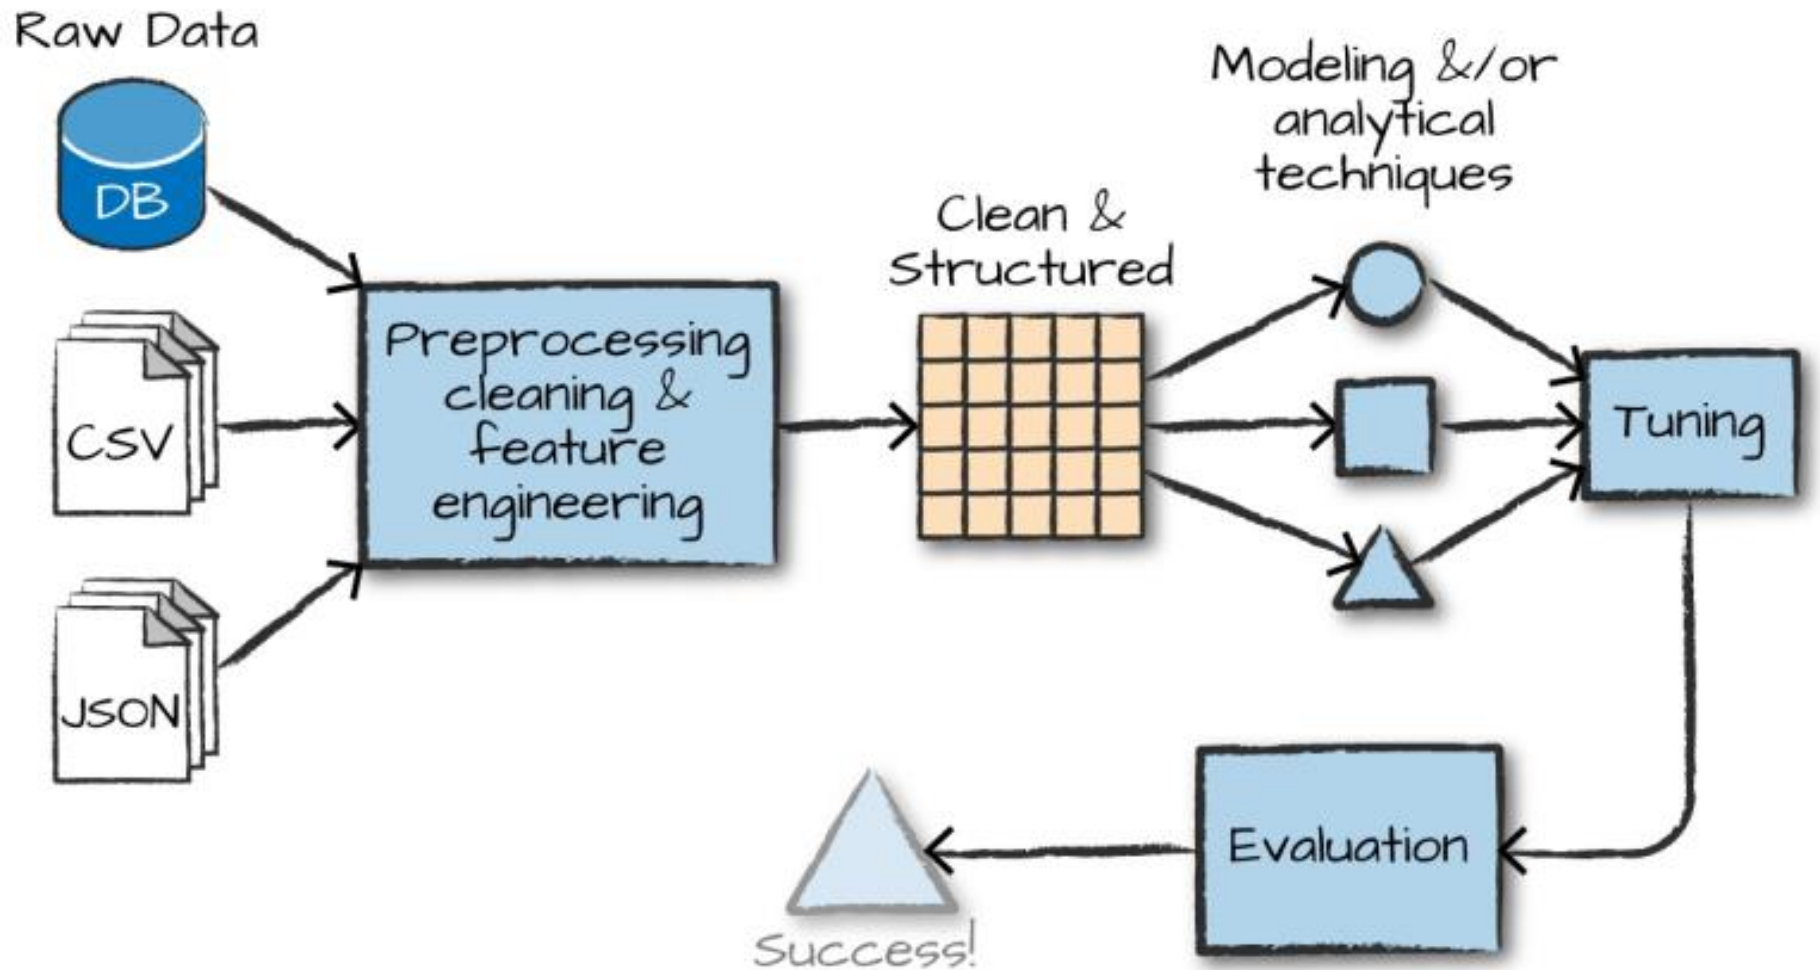 Raw Data
DB
CSV
JSON
Preprocessing
cleaning &
feature
engineering
Clean &
Structured
Modeling &/or
analytical
techniques
Tuning
Evaluation
Success!